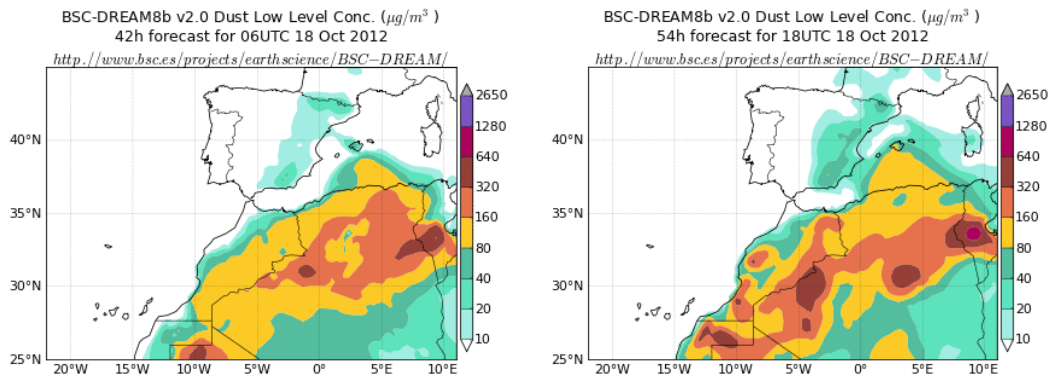 BSC-DREAM8b v2.0 Dust Low Level Conc. (μg/m³ )
42h forecast for 06UTC 18 Oct 2012
http.//www.bsc.es/projects/earthscience/BSC−DREAM/
40°N
35°N
30°N
25°N
20°W
15°W
10°W
5°W
0°
5°E
10°E
2650
1280
640
320
160
80
40
20
10
BSC-DREAM8b v2.0 Dust Low Level Conc. (μg/m³ )
54h forecast for 18UTC 18 Oct 2012
http.//www.bsc.es/projects/earthscience/BSC−DREAM/
40°N
35°N
30°N
25°N
20°W
15°W
10°W
5°W
0°
5°E
10°E
2650
1280
640
320
160
80
40
20
10